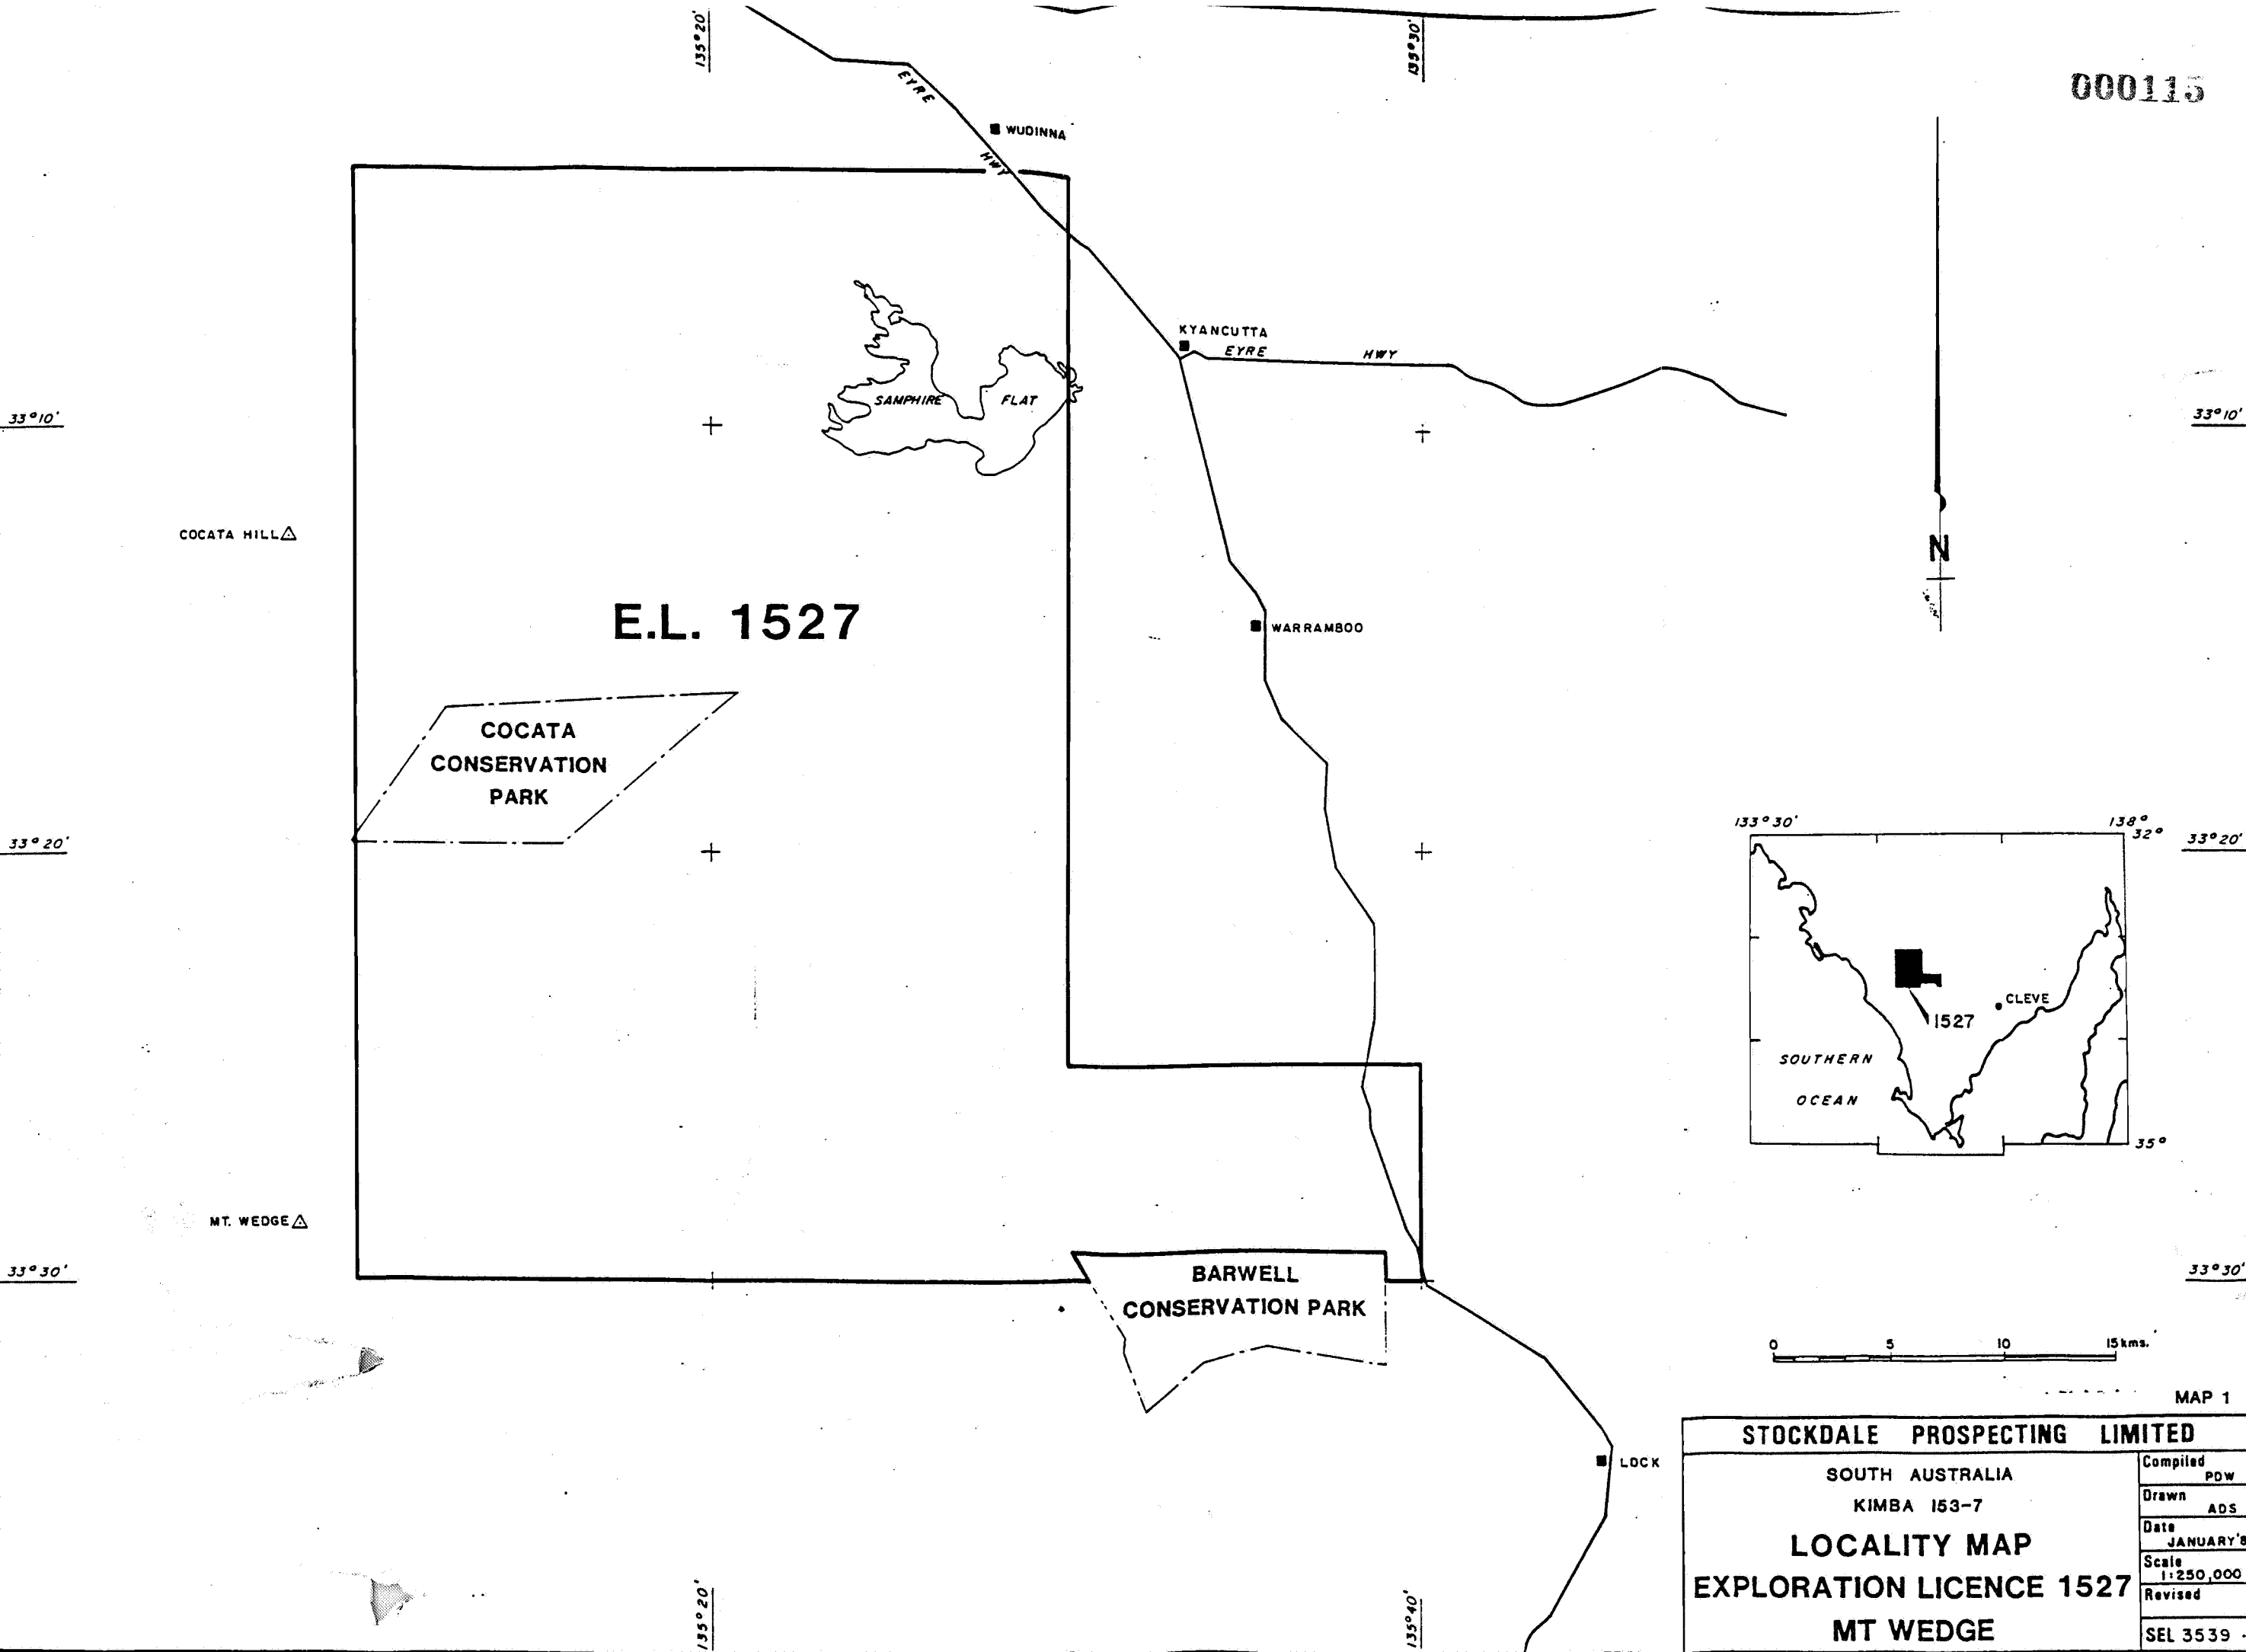 135°20'
135°30'
000115
EYRE
HWY
WUDINNA
KYANCUTTA
EYRE HWY
SAMPHIRE FLAT
33°10'
33°10'
COCATA HILL
N
E.L. 1527
WARRAMBOO
COCATA
CONSERVATION
PARK
33°20'
33°20'
133°30'
138°
32°
CLEVE
1527
SOUTHERN
OCEAN
35°
MT. WEDGE
33°30'
33°30'
BARWELL
CONSERVATION PARK
0 5 10 15kms.
MAP 1
LOCK
STOCKDALE PROSPECTING LIMITED
SOUTH AUSTRALIA
KIMBA I53-7
LOCALITY MAP
EXPLORATION LICENCE 1527
MT WEDGE
Compiled
PDW
Drawn
ADS
Date
JANUARY
Scale
1:250,000
Revised
SEL 3539
135°20'
135°40'